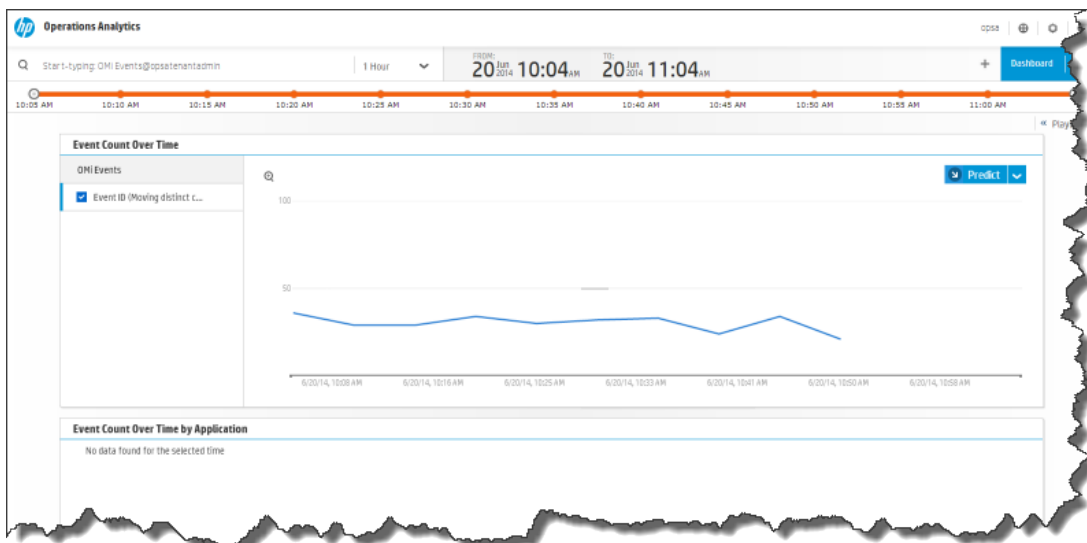 hp Operations Analytics
opsa
Start-typing: OMi Events@opsatenantadmin
1 Hour
FROM: 20 Jun 2014 10:04 AM
TO: 20 Jun 2014 11:04 AM
+ Dashboard
10:05 AM 10:10 AM 10:15 AM 10:20 AM 10:25 AM 10:30 AM 10:35 AM 10:40 AM 10:45 AM 10:50 AM 10:55 AM 11:00 AM
« Play
Event Count Over Time
OMi Events
Event ID (Moving distinct c...
Predict
100
50
6/20/14, 10:08 AM 6/20/14, 10:16 AM 6/20/14, 10:25 AM 6/20/14, 10:33 AM 6/20/14, 10:41 AM 6/20/14, 10:50 AM 6/20/14, 10:58 AM
Event Count Over Time by Application
No data found for the selected time